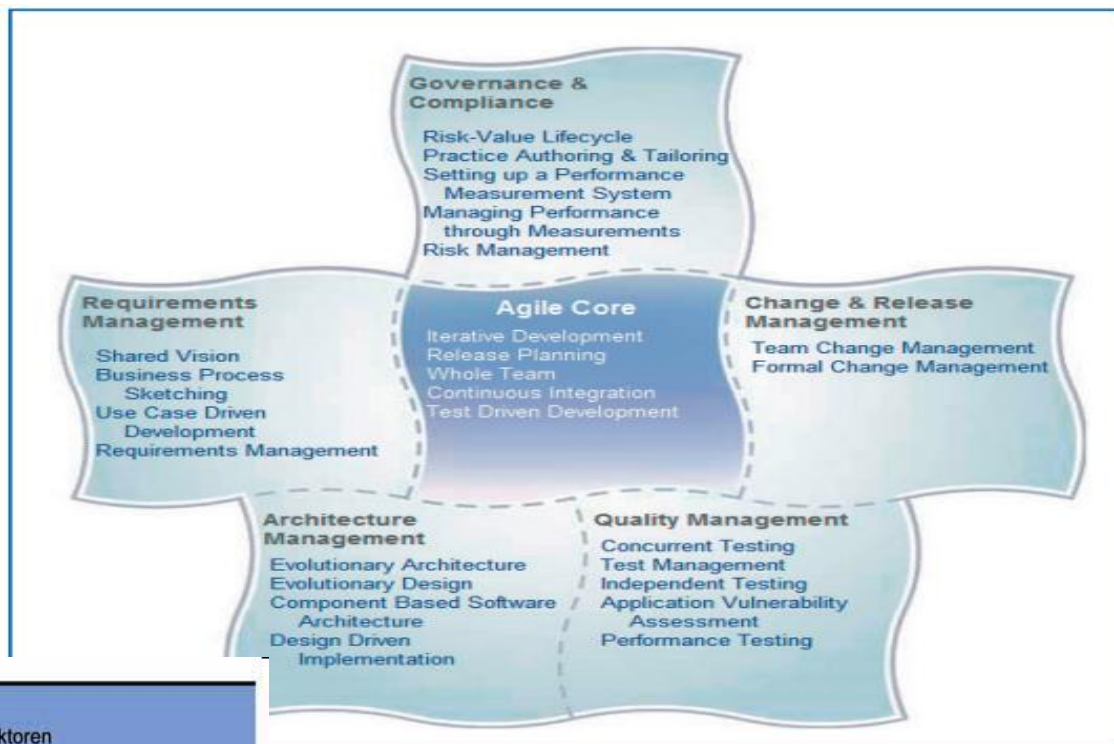 Governance &
Compliance
Risk-Value Lifecycle
Practice Authoring & Tailoring
Setting up a Performance
Measurement System
Managing Performance
through Measurements
Risk Management
Requirements
Management
Shared Vision
Business Process
Sketching
Use Case Driven
Development
Requirements Management
Agile Core
Iterative Development
Release Planning
Whole Team
Continuous Integration
Test Driven Development
Change & Release
Management
Team Change Management
Formal Change Management
Architecture
Management
Evolutionary Architecture
Evolutionary Design
Component Based Software
Architecture
Design Driven
Implementation
Quality Management
Concurrent Testing
Test Management
Independent Testing
Application Vulnerability
Assessment
Performance Testing